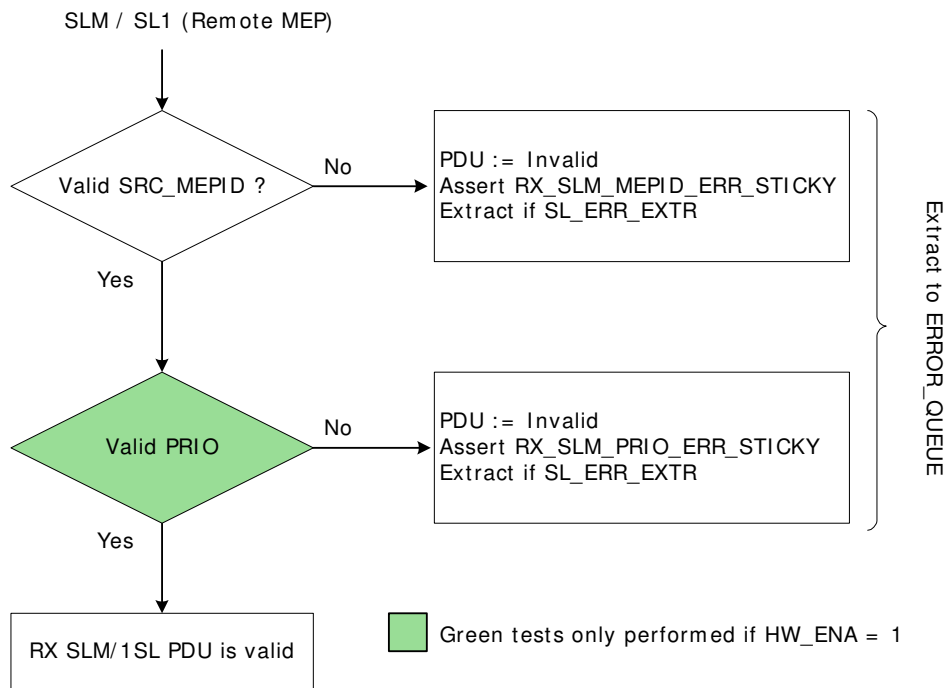 SLM / SL1 (Remote MEP)
Valid SRC_MEPID ?
No
PDU := Invalid
Assert RX_SLM_MEPID_ERR_STICKY
Extract if SL_ERR_EXTR
Yes
Extract to ERROR_QUEUE
Valid PRIO
No
PDU := Invalid
Assert RX_SLM_PRIO_ERR_STICKY
Extract if SL_ERR_EXTR
Yes
RX SLM/1SL PDU is valid
Green tests only performed if HW_ENA = 1